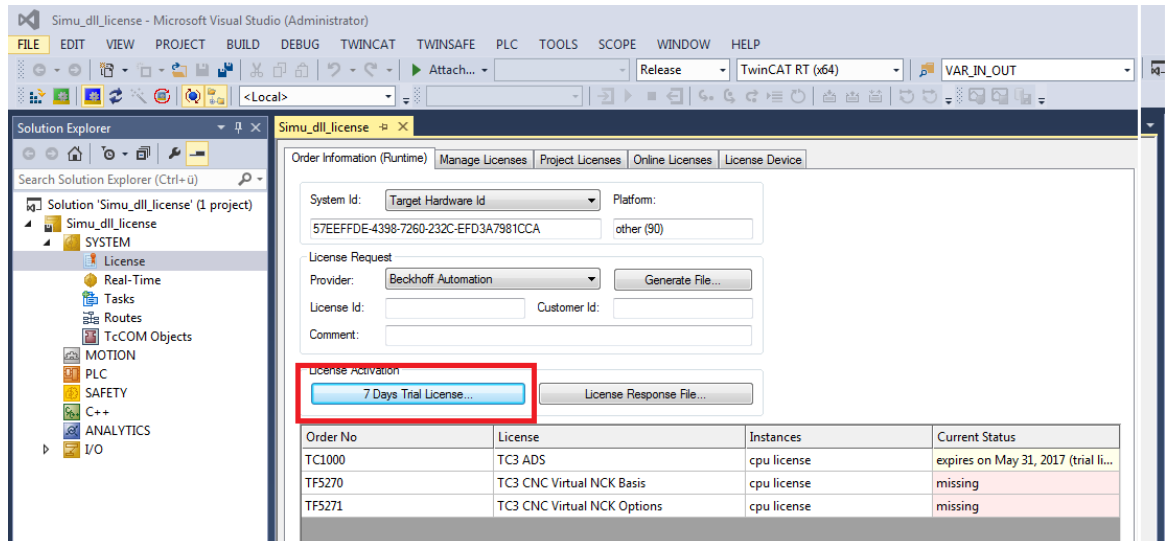 Simu_dll_license - Microsoft Visual Studio (Administrator)
FILE EDIT VIEW PROJECT BUILD DEBUG TWINCAT TWINSAFE PLC TOOLS SCOPE WINDOW HELP
Attach... Release TwinCAT RT (x64) VAR_IN_OUT
<Local>
Solution Explorer
Search Solution Explorer (Ctrl+ü)
Solution 'Simu_dll_license' (1 project)
Simu_dll_license
SYSTEM
License
Real-Time
Tasks
Routes
TcCOM Objects
MOTION
PLC
SAFETY
C++
ANALYTICS
I/O
Simu_dll_license
Order Information (Runtime) Manage Licenses Project Licenses Online Licenses License Device
System Id: Target Hardware Id Platform:
57EEFFDE-4398-7260-232C-EFD3A7981CCA other (90)
License Request
Provider: Beckhoff Automation Generate File...
License Id: Customer Id:
Comment:
License Activation
7 Days Trial License... License Response File...
Order No License Instances Current Status
TC1000 TC3 ADS cpu license expires on May 31, 2017 (trial li...
TF5270 TC3 CNC Virtual NCK Basis cpu license missing
TF5271 TC3 CNC Virtual NCK Options cpu license missing